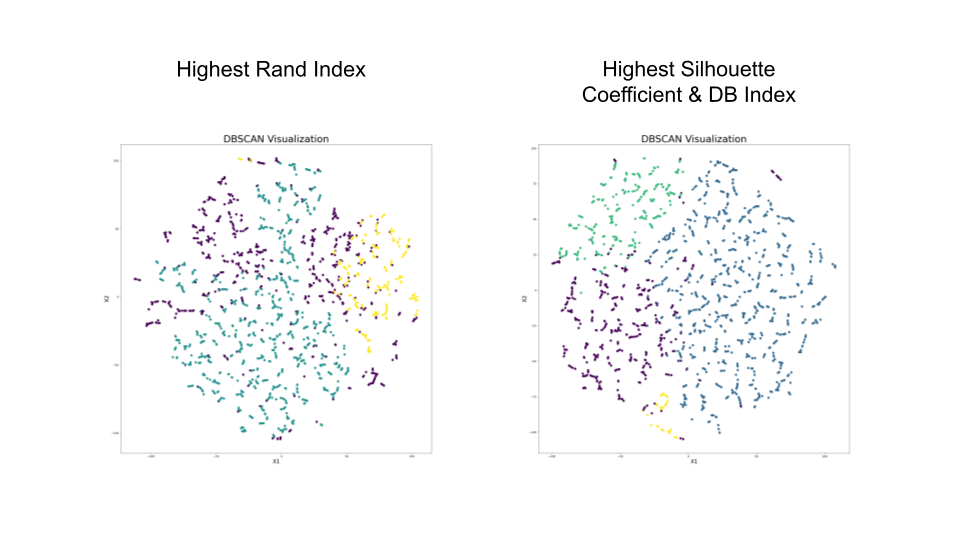 Highest Rand Index
Highest Silhouette
Coefficient & DB Index
DBSCAN Visualization
X2
X1
DBSCAN Visualization
X2
X1